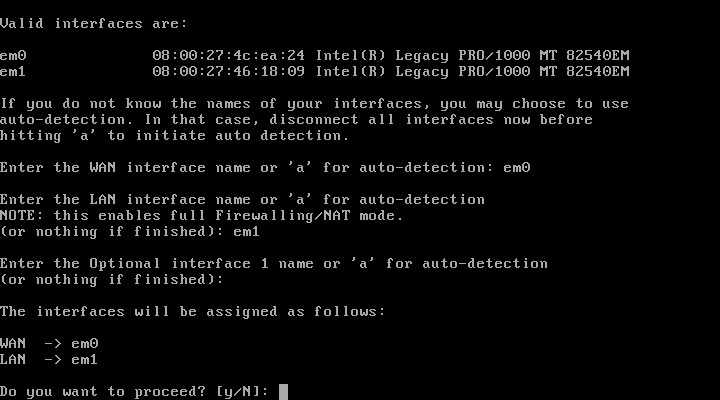 Valid interfaces are:
em0             08:00:27:4c:ea:24 Intel(R) Legacy PRO/1000 MT 82540EM
em1             08:00:27:46:18:09 Intel(R) Legacy PRO/1000 MT 82540EM
If you do not know the names of your interfaces, you may choose to use
auto-detection. In that case, disconnect all interfaces now before
hitting 'a' to initiate auto detection.
Enter the WAN interface name or 'a' for auto-detection: em0
Enter the LAN interface name or 'a' for auto-detection
NOTE: this enables full Firewalling/NAT mode.
(or nothing if finished): em1
Enter the Optional interface 1 name or 'a' for auto-detection
(or nothing if finished):
The interfaces will be assigned as follows:
WAN  -> em0
LAN  -> em1
Do you want to proceed? [y/N]: